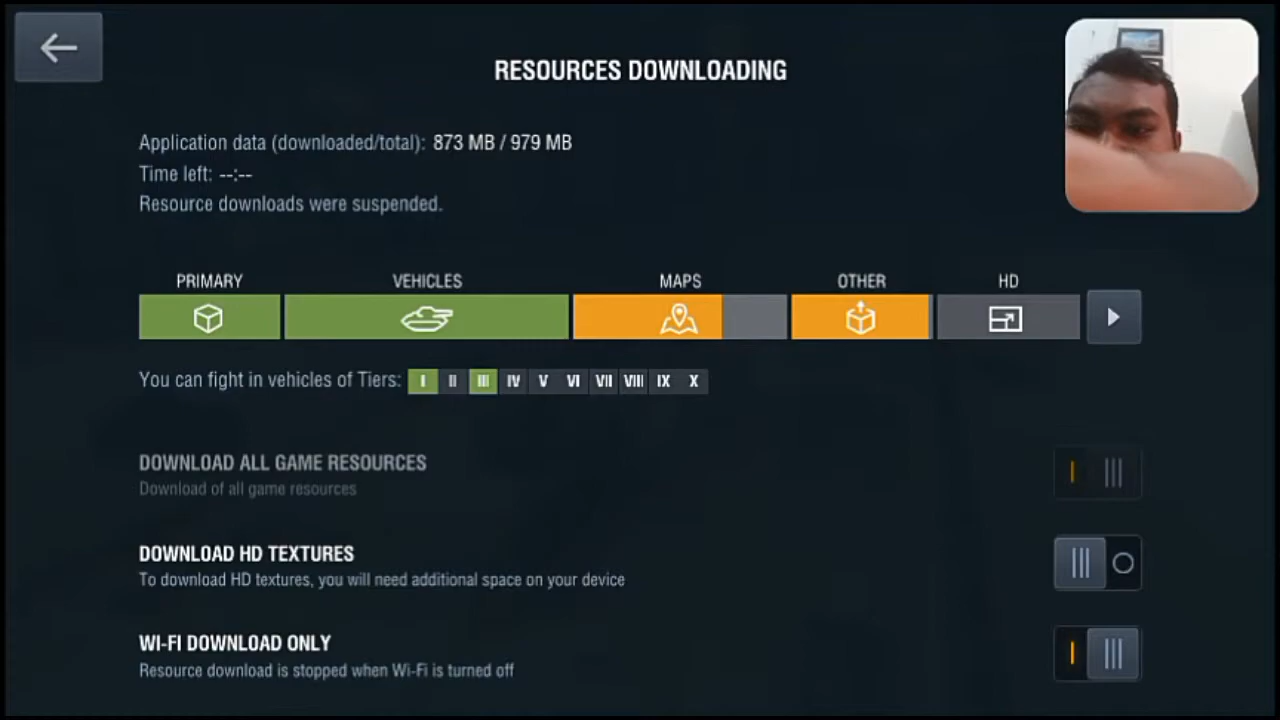 RESOURCES DOWNLOADING
Application data (downloaded/total): 873 MB / 979 MB
Time left: --:--
Resource downloads were suspended.
PRIMARY VEHICLES MAPS OTHER HD
You can fight in vehicles of Tiers: I II III IV V VI VII VIII IX X
DOWNLOAD ALL GAME RESOURCES
Download of all game resources
DOWNLOAD HD TEXTURES
To download HD textures, you will need additional space on your device
WI-FI DOWNLOAD ONLY
Resource download is stopped when Wi-Fi is turned off